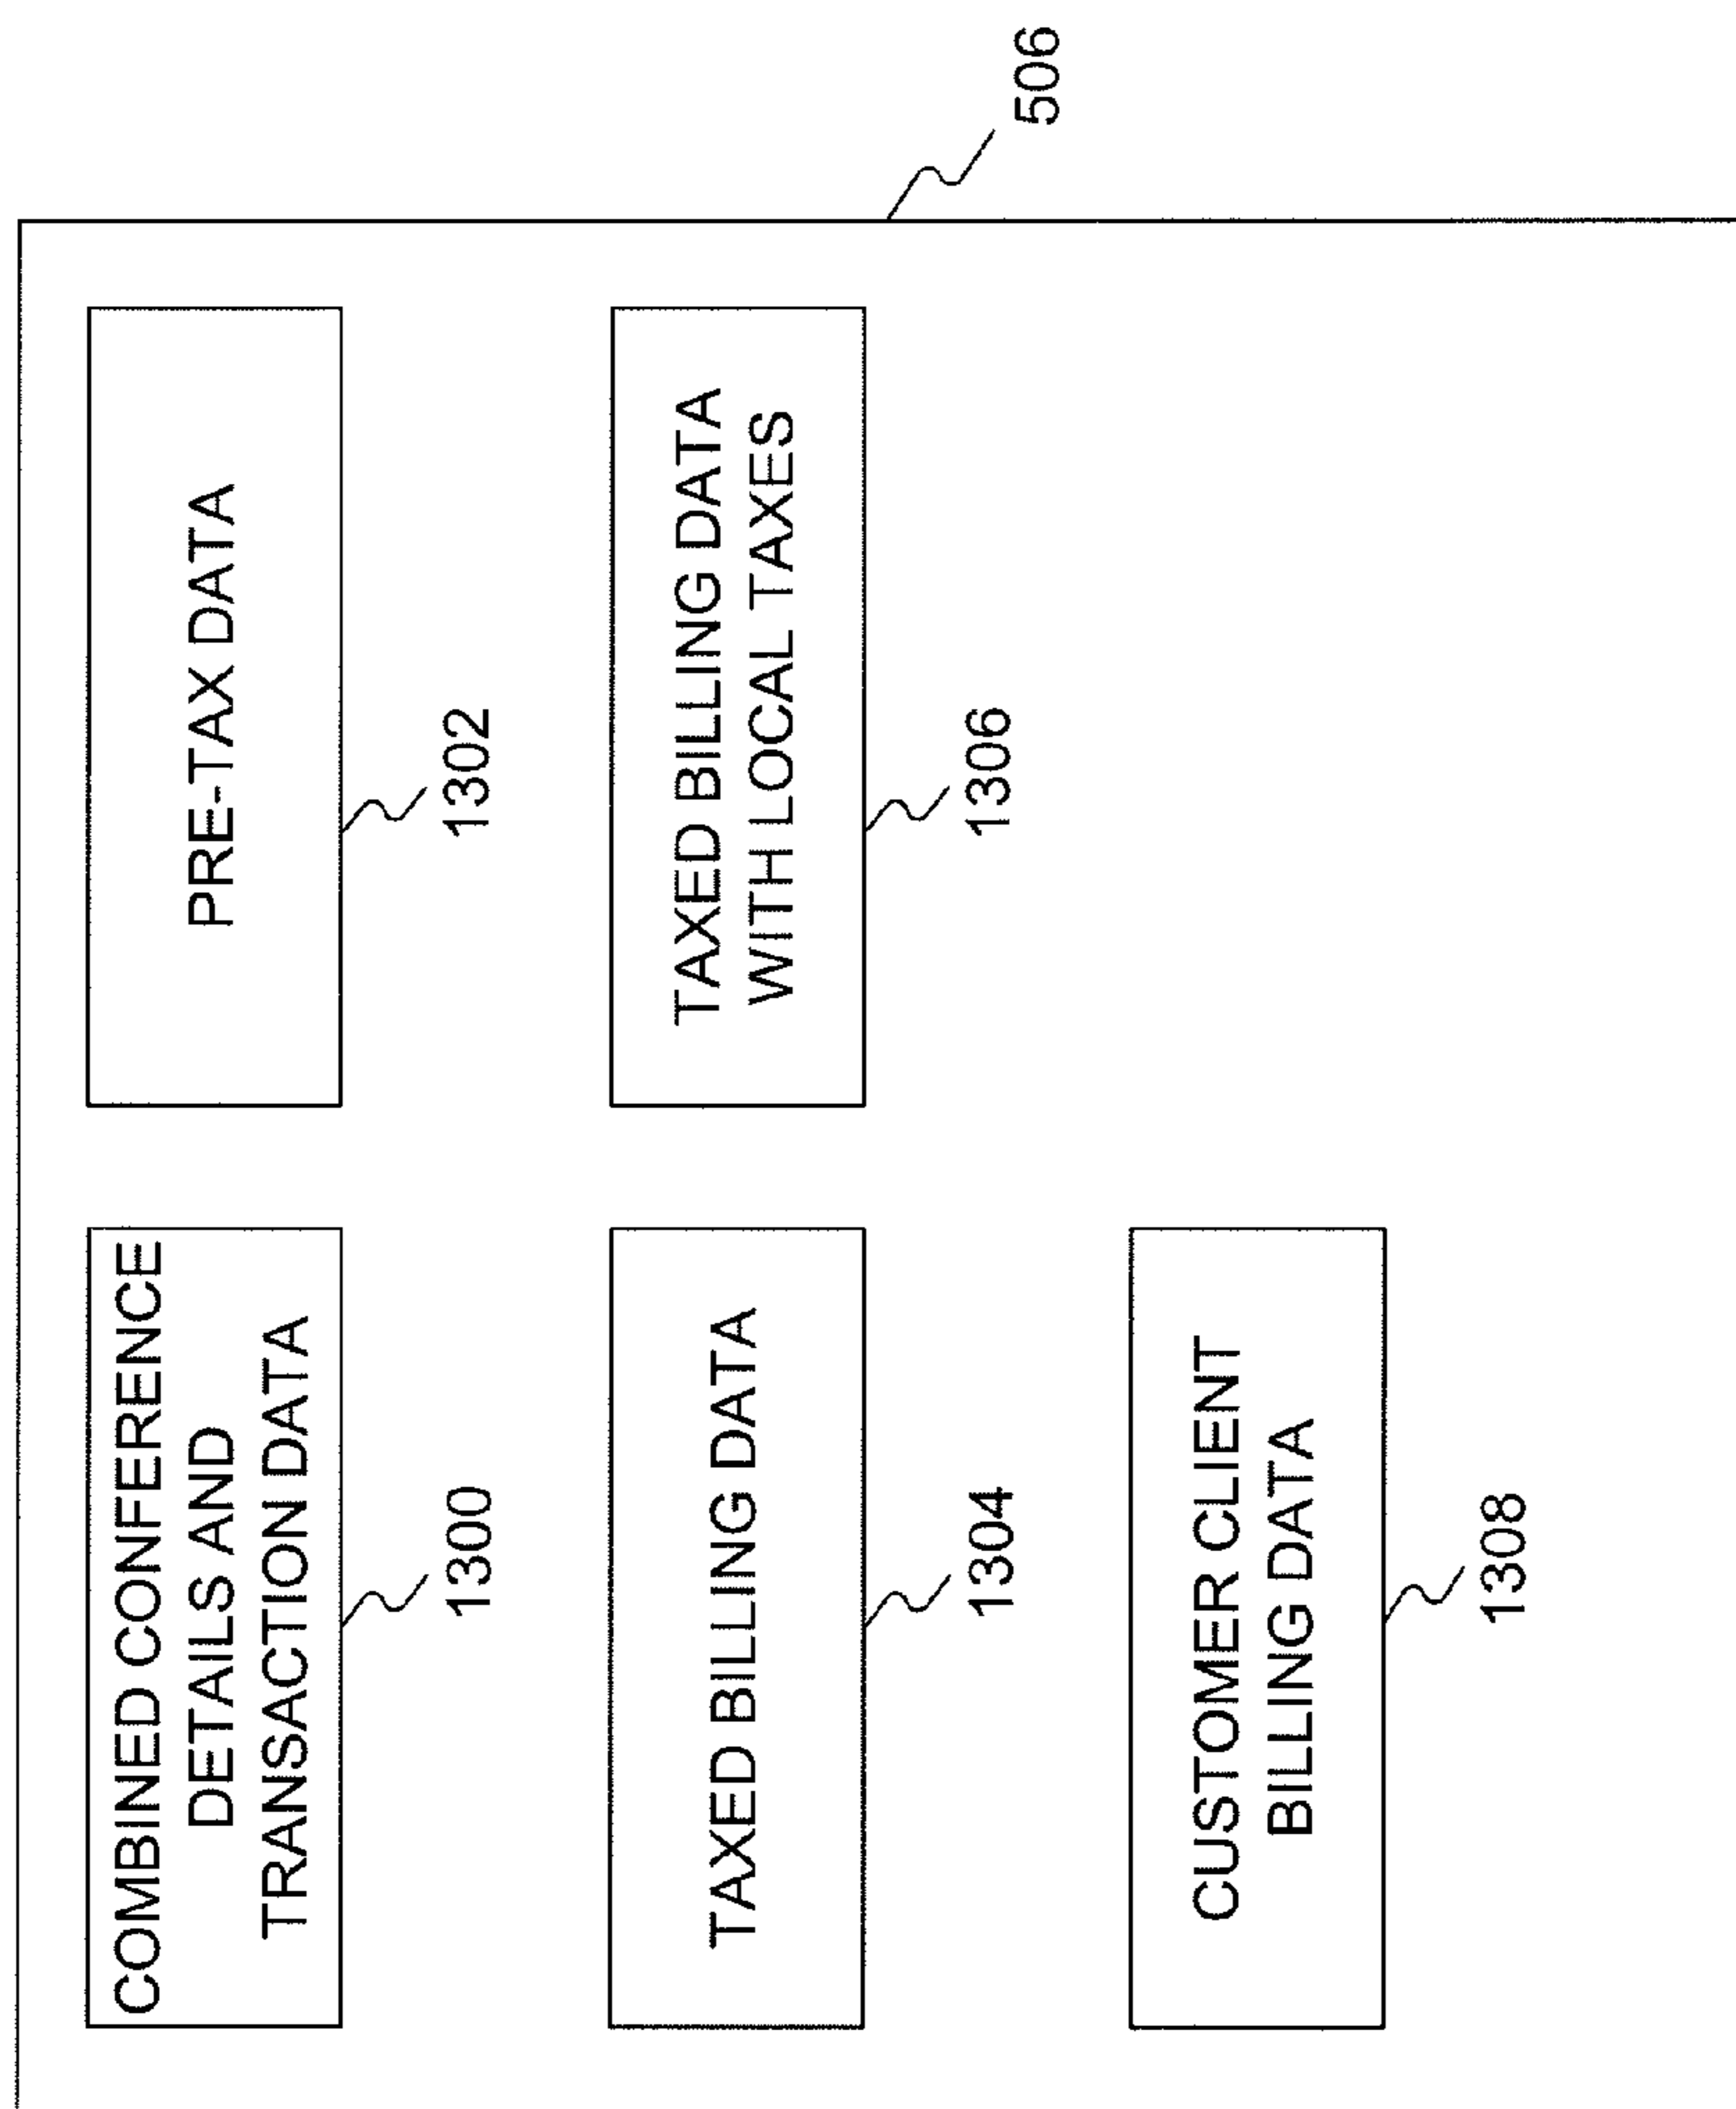 COMBINED CONFERENCE
DETAILS AND
TRANSACTION DATA
1300
PRE-TAX DATA
1302
TAXED BILLING DATA
1304
TAXED BILLING DATA
WITH LOCAL TAXES
1306
CUSTOMER CLIENT
BILLING DATA
1308
506